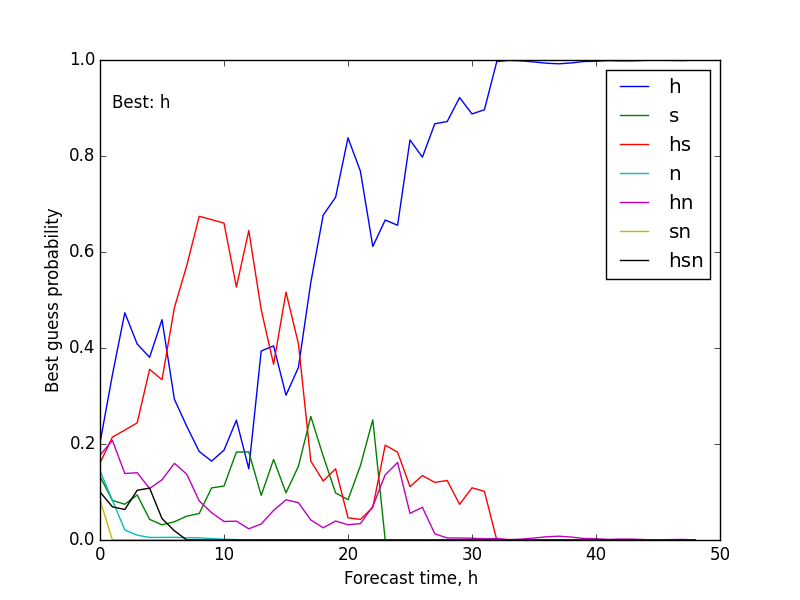 1.0
0.8
0.6
0.4
0.2
0.0
Best guess probability
Best: h
h
s
hs
n
hn
sn
hsn
0 10 20 30 40 50
Forecast time, h